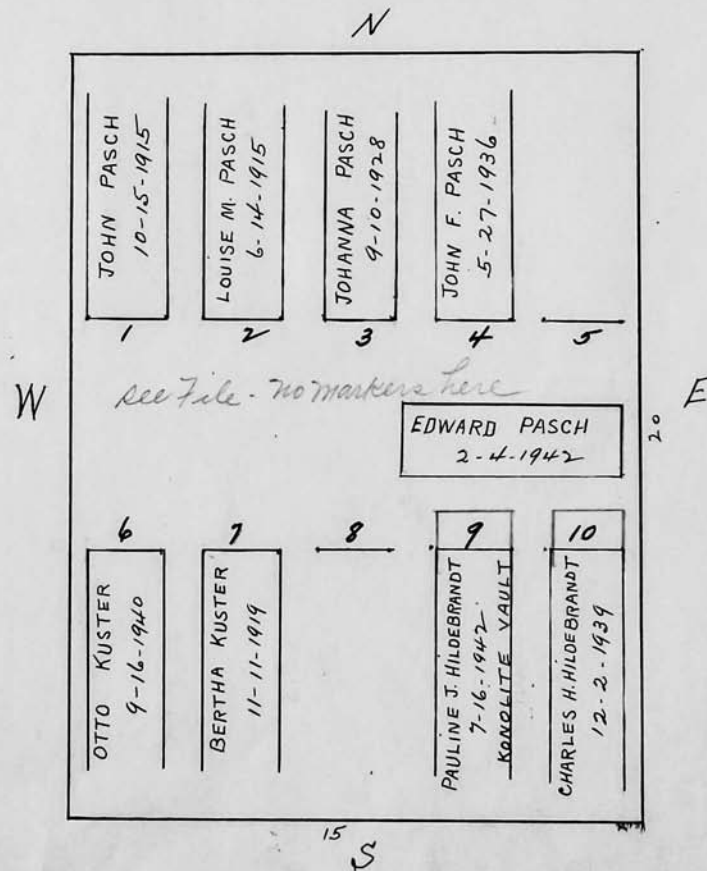 N
JOHN PASCH
10-15-1915
LOUISE M. PASCH
6-14-1915
JOHANNA PASCH
9-10-1928
JOHN F. PASCH
5-27-1936
1
2
3
4
5
W
see File - no markers here
E
EDWARD PASCH
2-4-1942
20
6
7
8
9
10
OTTO KUSTER
9-16-1940
BERTHA KUSTER
11-11-1919
PAULINE J. HILDEBRANDT
7-16-1942
KONOLITE VAULT
CHARLES H. HILDEBRANDT
12-2-1939
15
S